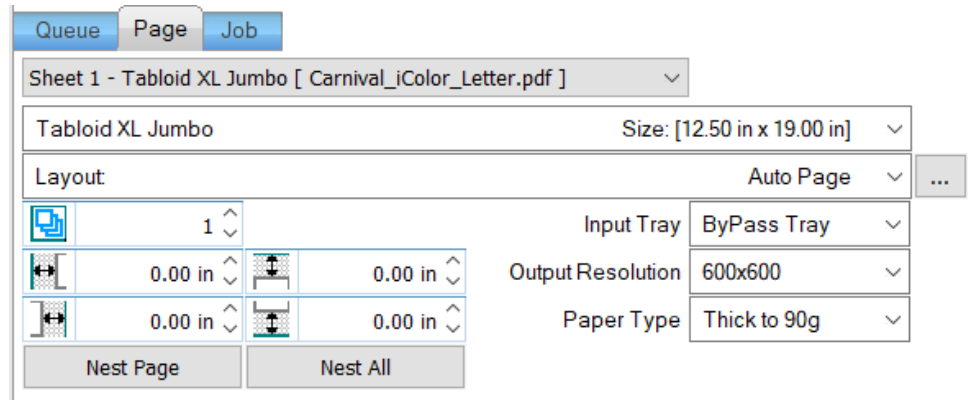 Queue Page Job
Sheet 1 - Tabloid XL Jumbo [ Carnival_iColor_Letter.pdf ]
Tabloid XL Jumbo Size: [12.50 in x 19.00 in]
Layout: Auto Page ...
1 Input Tray ByPass Tray
0.00 in 0.00 in Output Resolution 600x600
0.00 in 0.00 in Paper Type Thick to 90g
Nest Page Nest All